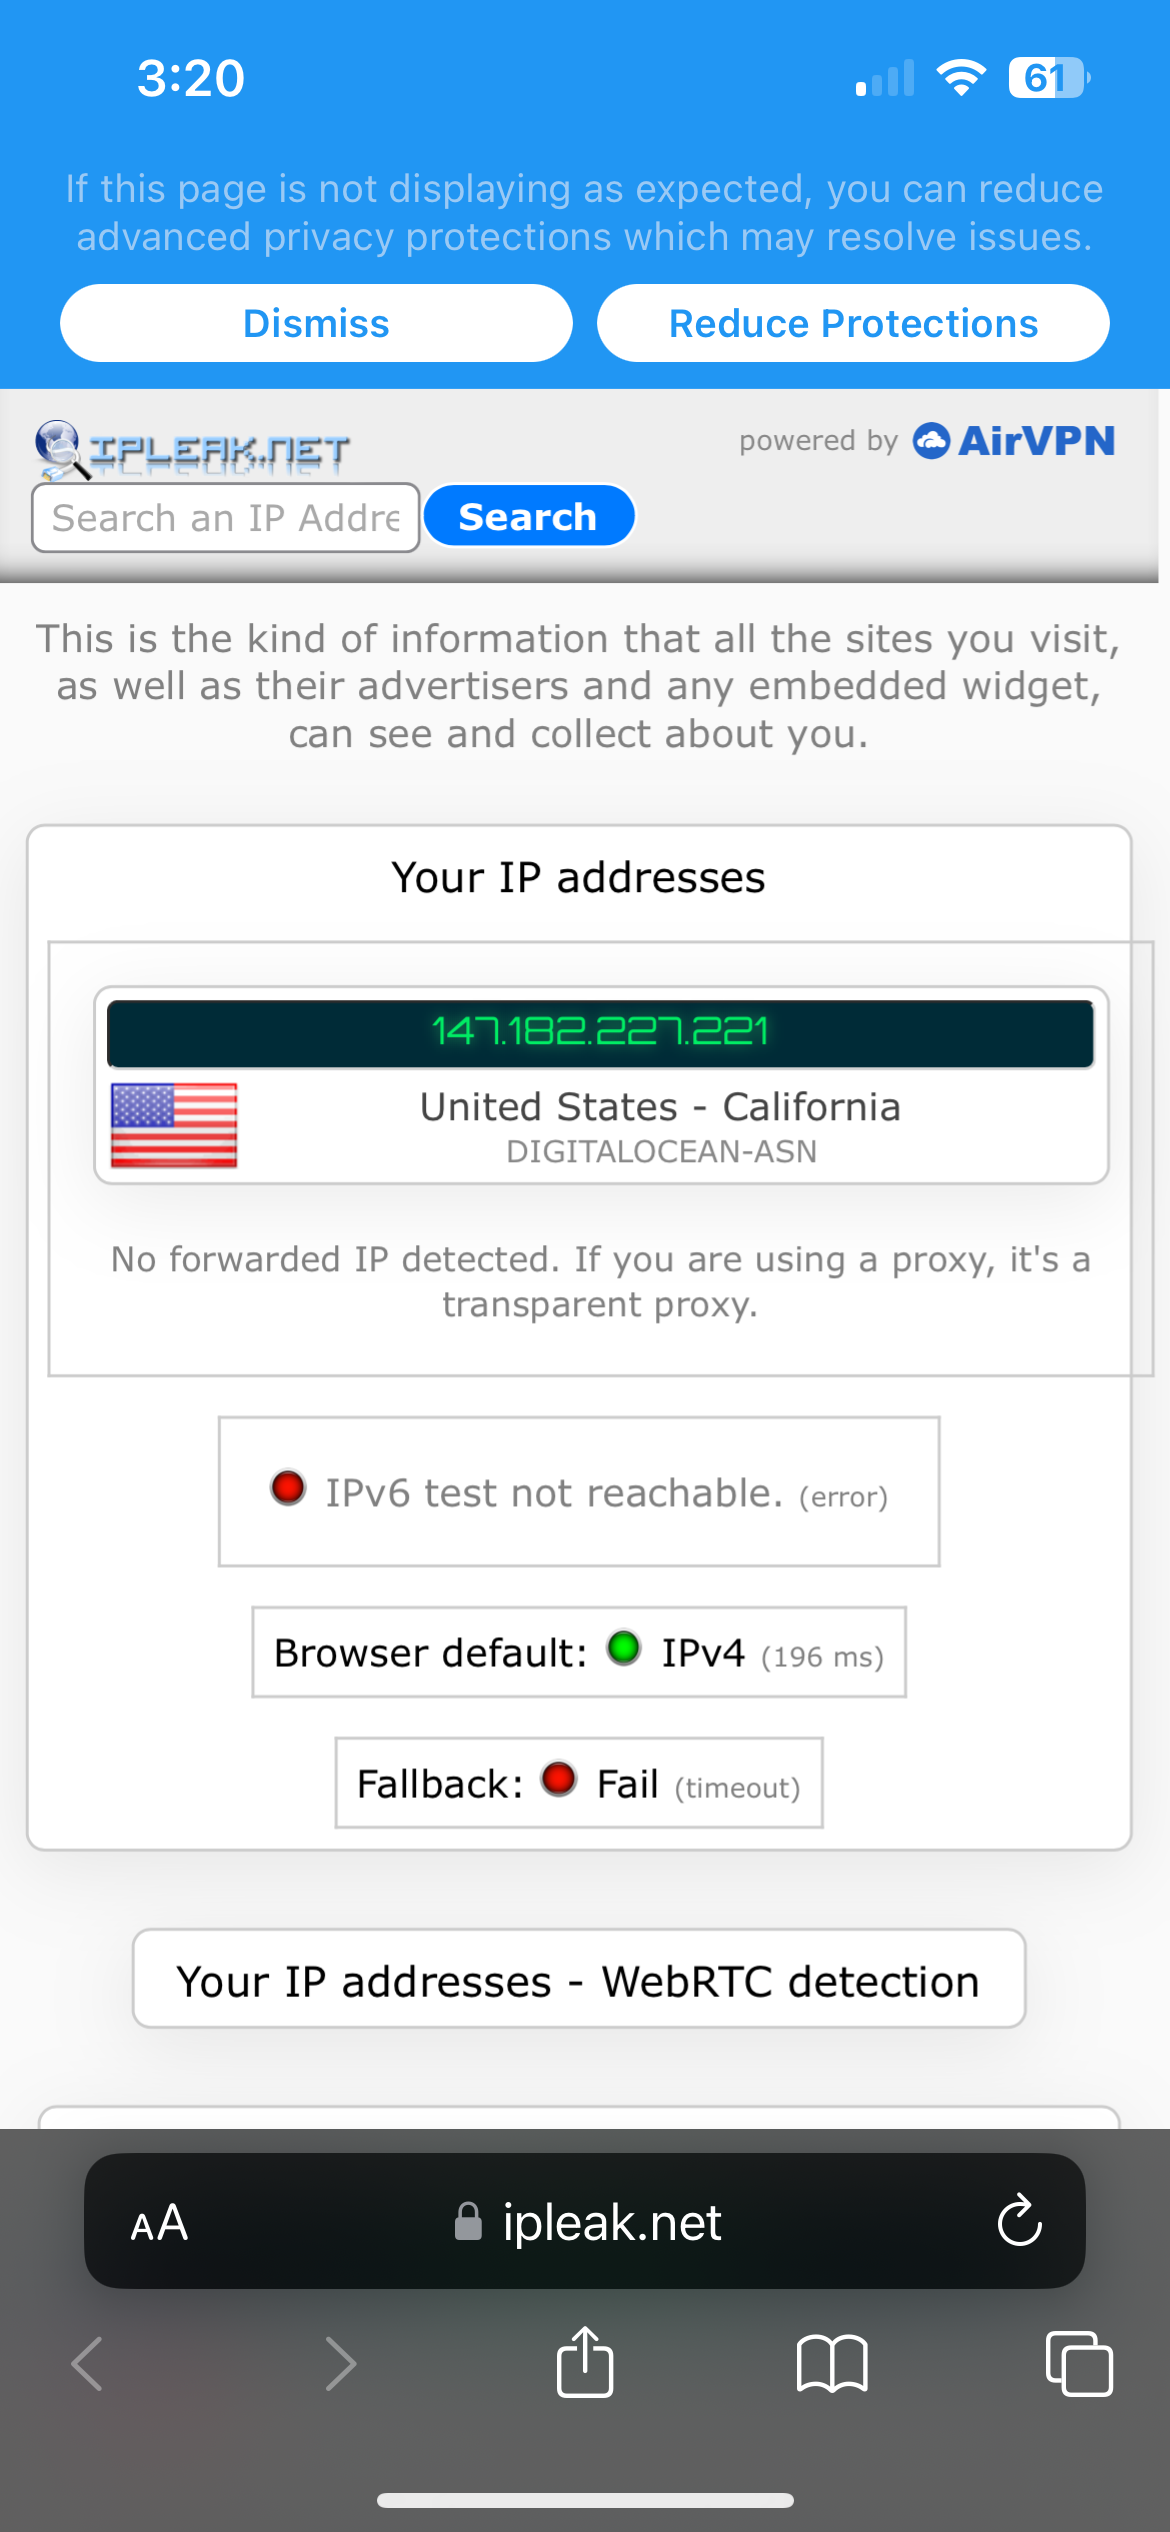 3:20
61
If this page is not displaying as expected, you can reduce
advanced privacy protections which may resolve issues.
Dismiss
Reduce Protections
IPLEAK.NET
powered by AirVPN
Search an IP Addre
Search
This is the kind of information that all the sites you visit,
as well as their advertisers and any embedded widget,
can see and collect about you.
Your IP addresses
147.182.227.221
United States - California
DIGITALOCEAN-ASN
No forwarded IP detected. If you are using a proxy, it's a
transparent proxy.
IPv6 test not reachable. (error)
Browser default: IPv4 (196 ms)
Fallback: Fail (timeout)
Your IP addresses - WebRTC detection
AA
ipleak.net